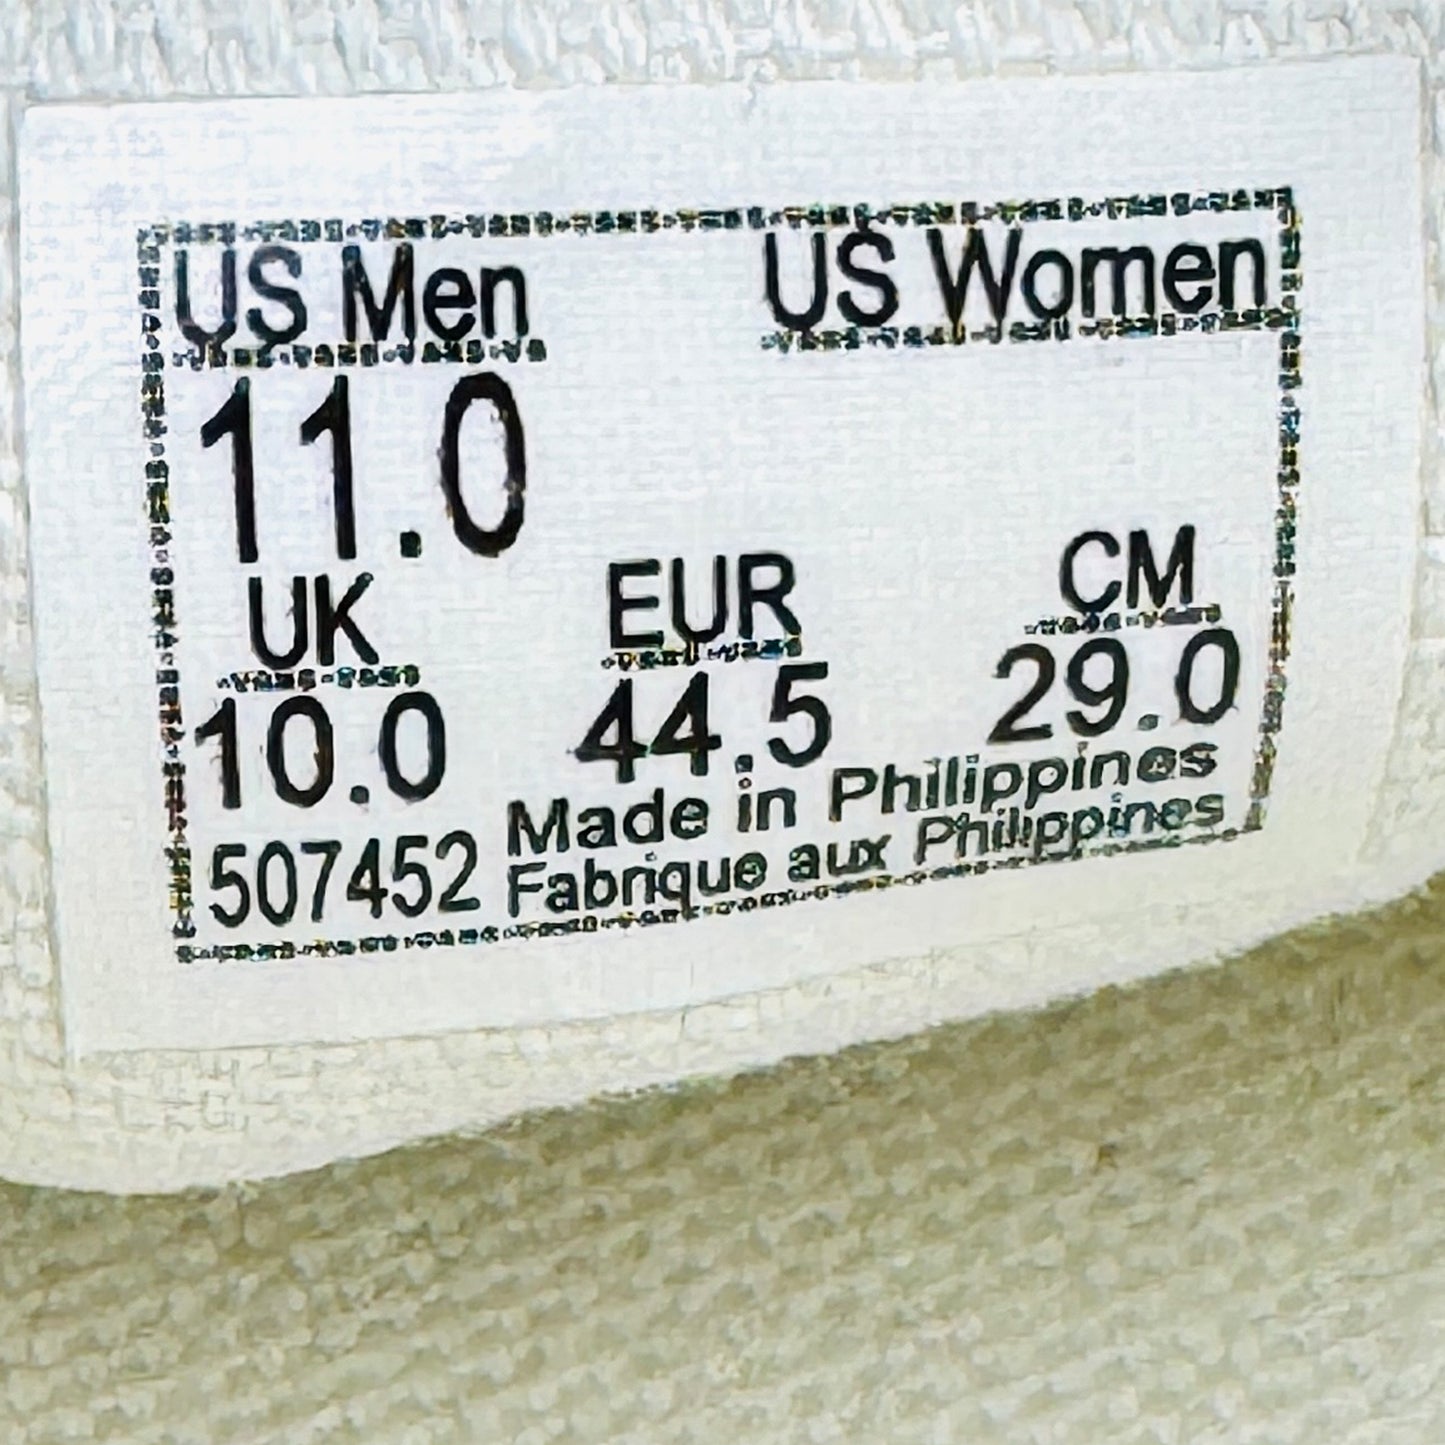 US Men US Women
11.0
UK EUR CM
10.0 44.5 29.0
507452 Made in Philippines
Fabrique aux Philippines